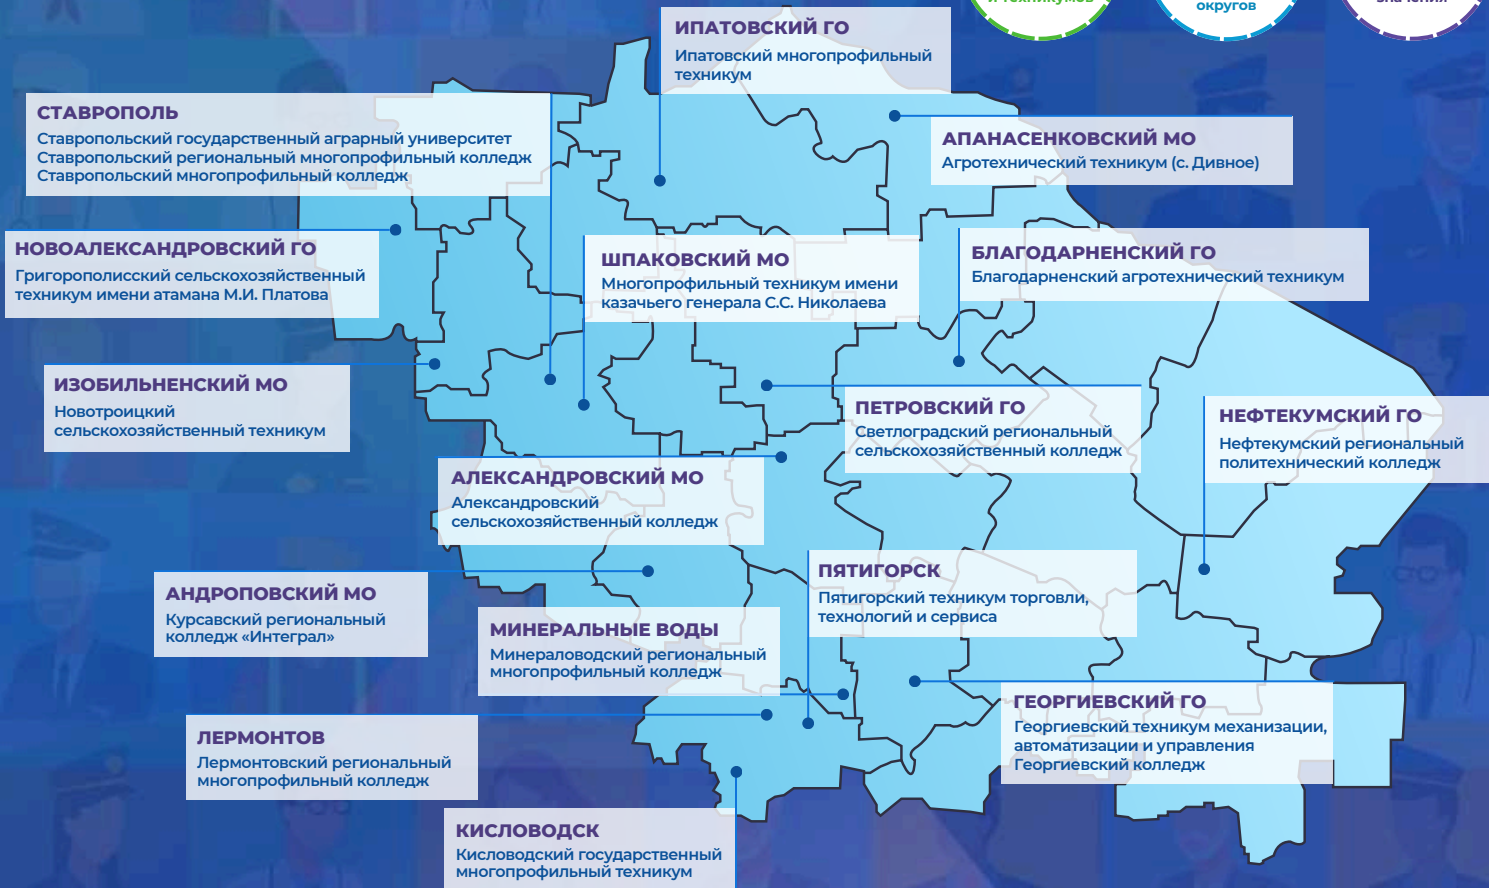 и техникумов
округов
значения
ИПАТОВСКИЙ ГО
Ипатовский многопрофильный
техникум
СТАВРОПОЛЬ
Ставропольский государственный аграрный университет
Ставропольский региональный многопрофильный колледж
Ставропольский многопрофильный колледж
АПАНАСЕНКОВСКИЙ МО
Агротехнический техникум (с. Дивное)
НОВОАЛЕКСАНДРОВСКИЙ ГО
Григорополисский сельскохозяйственный
техникум имени атамана М.И. Платова
ШПАКОВСКИЙ МО
Многопрофильный техникум имени
казачьего генерала С.С. Николаева
БЛАГОДАРНЕНСКИЙ ГО
Благодарненский агротехнический техникум
ИЗОБИЛЬНЕНСКИЙ МО
Новотроицкий
сельскохозяйственный техникум
ПЕТРОВСКИЙ ГО
Светлоградский региональный
сельскохозяйственный колледж
НЕФТЕКУМСКИЙ ГО
Нефтекумский региональный
политехнический колледж
АЛЕКСАНДРОВСКИЙ МО
Александровский
сельскохозяйственный колледж
АНДРОПОВСКИЙ МО
Курсавский региональный
колледж «Интеграл»
ПЯТИГОРСК
Пятигорский техникум торговли,
технологий и сервиса
МИНЕРАЛЬНЫЕ ВОДЫ
Минераловодский региональный
многопрофильный колледж
ГЕОРГИЕВСКИЙ ГО
Георгиевский техникум механизации,
автоматизации и управления
Георгиевский колледж
ЛЕРМОНТОВ
Лермонтовский региональный
многопрофильный колледж
КИСЛОВОДСК
Кисловодский государственный
многопрофильный техникум